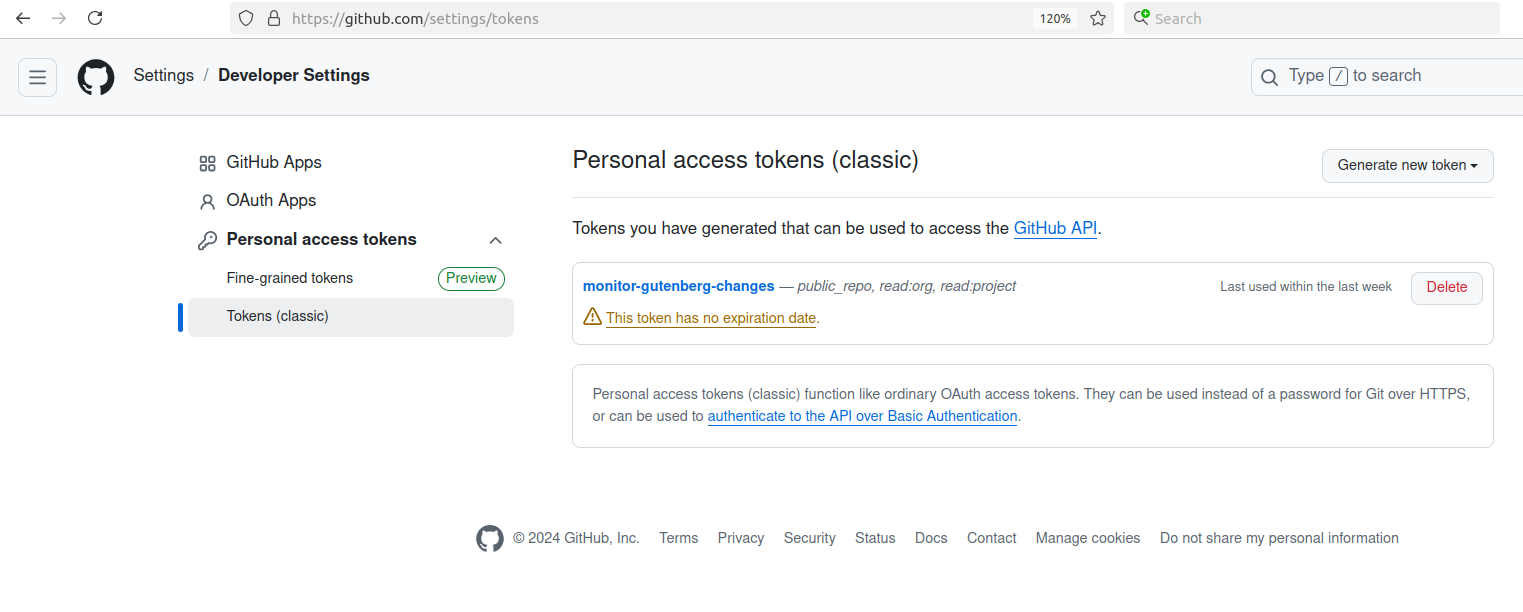 https://github.com/settings/tokens 120% Search
Settings / Developer Settings Type / to search
GitHub Apps
OAuth Apps
Personal access tokens
Fine-grained tokens Preview
Tokens (classic)
Personal access tokens (classic) Generate new token
Tokens you have generated that can be used to access the GitHub API.
monitor-gutenberg-changes — public_repo, read:org, read:project Last used within the last week Delete
This token has no expiration date.
Personal access tokens (classic) function like ordinary OAuth access tokens. They can be used instead of a password for Git over HTTPS,
or can be used to authenticate to the API over Basic Authentication.
© 2024 GitHub, Inc. Terms Privacy Security Status Docs Contact Manage cookies Do not share my personal information